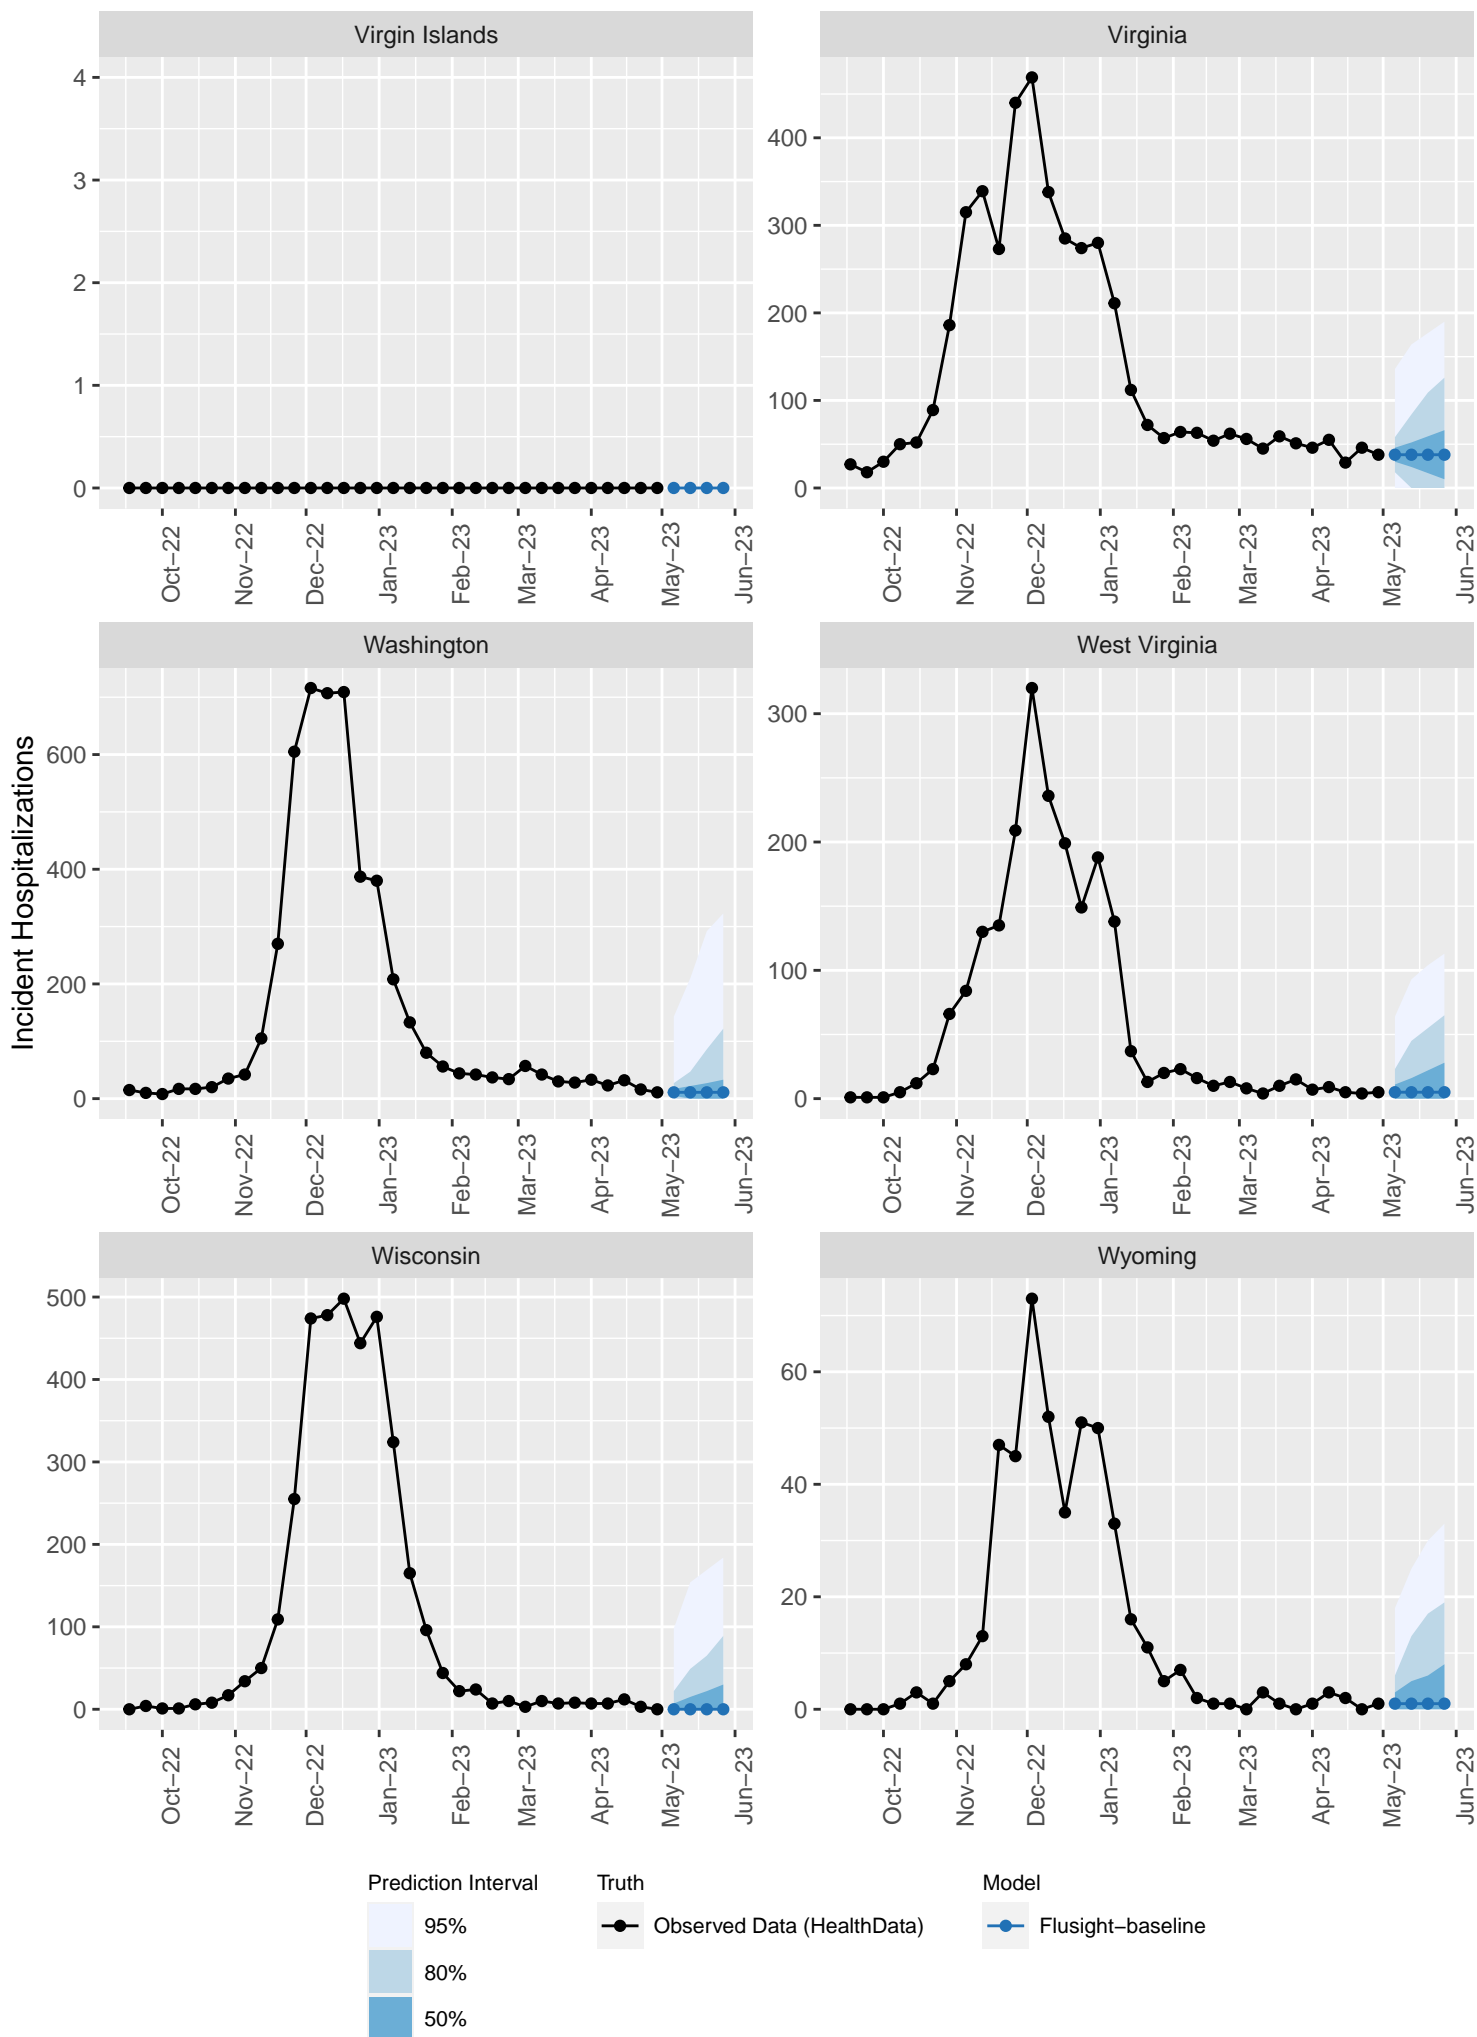 Virgin Islands
Virginia
4
3
2
1
0
400
300
200
100
0
Oct−22
Nov−22
Dec−22
Jan−23
Feb−23
Mar−23
Apr−23
May−23
Jun−23
Oct−22
Nov−22
Dec−22
Jan−23
Feb−23
Mar−23
Apr−23
May−23
Jun−23
Washington
West Virginia
Incident Hospitalizations
600
400
200
0
300
200
100
0
Oct−22
Nov−22
Dec−22
Jan−23
Feb−23
Mar−23
Apr−23
May−23
Jun−23
Oct−22
Nov−22
Dec−22
Jan−23
Feb−23
Mar−23
Apr−23
May−23
Jun−23
Wisconsin
Wyoming
500
400
300
200
100
0
60
40
20
0
Oct−22
Nov−22
Dec−22
Jan−23
Feb−23
Mar−23
Apr−23
May−23
Jun−23
Oct−22
Nov−22
Dec−22
Jan−23
Feb−23
Mar−23
Apr−23
May−23
Jun−23
Prediction Interval
95%
80%
50%
Truth
Observed Data (HealthData)
Model
Flusight−baseline